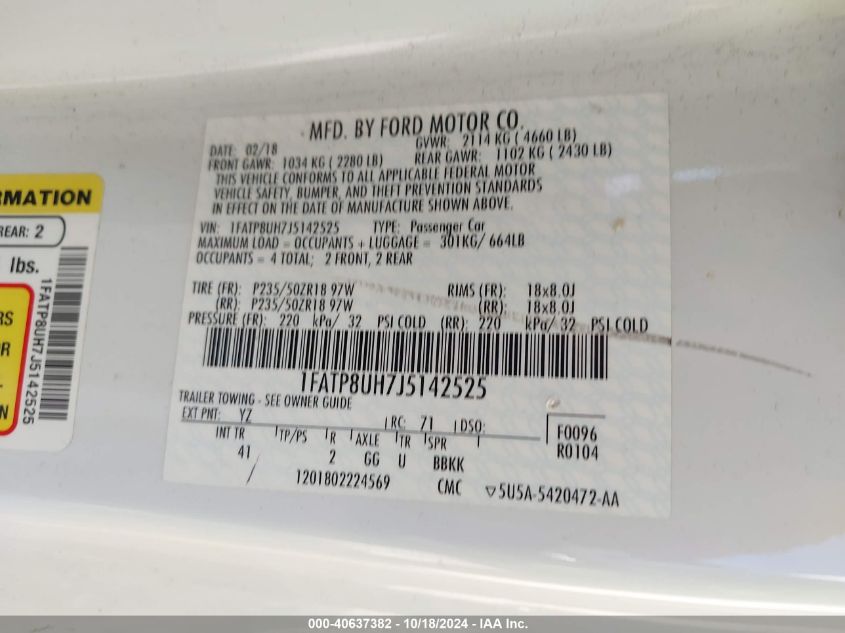 MFD. BY FORD MOTOR CO.
DATE: 02/18 GVWR: 2114 KG ( 4660 LB)
FRONT GAWR: 1034 KG ( 2280 LB) REAR GAWR: 1102 KG ( 2430 LB)
THIS VEHICLE CONFORMS TO ALL APPLICABLE FEDERAL MOTOR
VEHICLE SAFETY, BUMPER, AND THEFT PREVENTION STANDARDS
IN EFFECT ON THE DATE OF MANUFACTURE SHOWN ABOVE.
VIN: 1FATP8UH7J5142525 TYPE: Passenger Car
MAXIMUM LOAD = OCCUPANTS + LUGGAGE = 301KG/ 664LB
OCCUPANTS = 4 TOTAL; 2 FRONT, 2 REAR
TIRE (FR): P235/50ZR18 97W RIMS (FR): 18x8.0J
(RR): P235/50ZR18 97W (RR): 18x8.0J
PRESSURE (FR): 220 kPa/ 32 PSI COLD (RR): 220 kPa/ 32 PSI COLD
1FATP8UH7J5142525
TRAILER TOWING - SEE OWNER GUIDE
EXT PNT: YZ RC: 71 DSO: F0096
INT TR TP/PS R AXLE TR SPR R0104
41 2 GG U BBKK
1201802224569 CMC ▽5U5A-5420472-AA
RMATION
REAR: 2
lbs.
RS
OR
N
1FATP8UH7J5142525
000-40637382 - 10/18/2024 - IAA Inc.